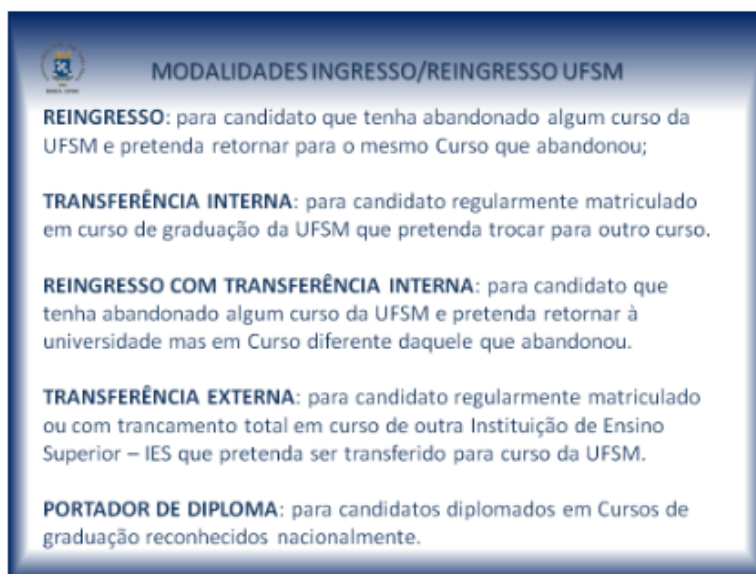 MODALIDADES INGRESSO/REINGRESSO UFSM
REINGRESSO: para candidato que tenha abandonado algum curso da
UFSM e pretenda retornar para o mesmo Curso que abandonou;
TRANSFERÊNCIA INTERNA: para candidato regularmente matriculado
em curso de graduação da UFSM que pretenda trocar para outro curso.
REINGRESSO COM TRANSFERÊNCIA INTERNA: para candidato que
tenha abandonado algum curso da UFSM e pretenda retornar à
universidade mas em Curso diferente daquele que abandonou.
TRANSFERÊNCIA EXTERNA: para candidato regularmente matriculado
ou com trancamento total em curso de outra Instituição de Ensino
Superior – IES que pretenda ser transferido para curso da UFSM.
PORTADOR DE DIPLOMA: para candidatos diplomados em Cursos de
graduação reconhecidos nacionalmente.